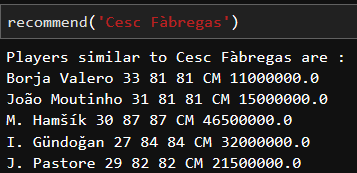 recommend('Cesc Fàbregas')
Players similar to Cesc Fàbregas are :
Borja Valero 33 81 81 CM 11000000.0
João Moutinho 31 81 81 CM 15000000.0
M. Hamšík 30 87 87 CM 46500000.0
I. Gündoğan 27 84 84 CM 32000000.0
J. Pastore 29 82 82 CM 21500000.0